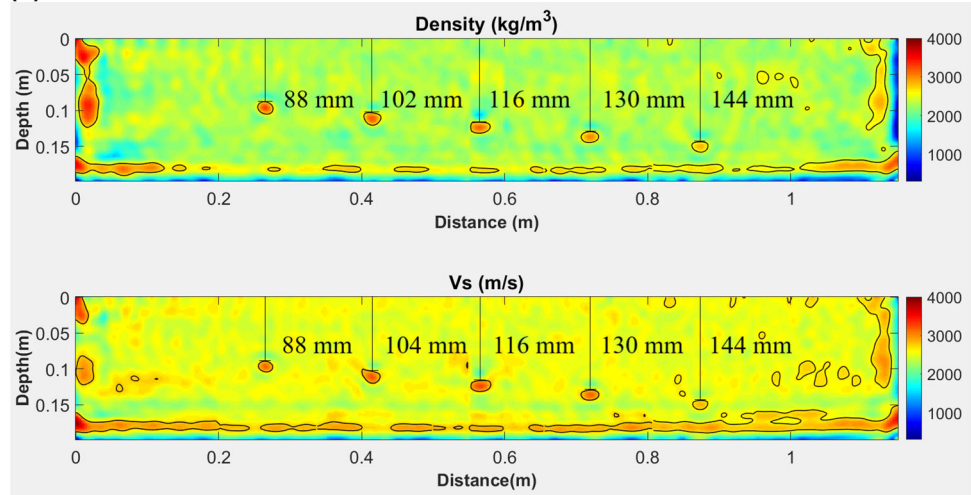 Density (kg/m³)
0
0.05
0.1
0.15
Depth (m)
88 mm
102 mm
116 mm
130 mm
144 mm
4000
3000
2000
1000
0
0.2
0.4
0.6
0.8
1
Distance (m)
Vs (m/s)
0
0.05
0.1
0.15
Depth(m)
88 mm
104 mm
116 mm
130 mm
144 mm
4000
3000
2000
1000
0
0.2
0.4
0.6
0.8
1
Distance(m)